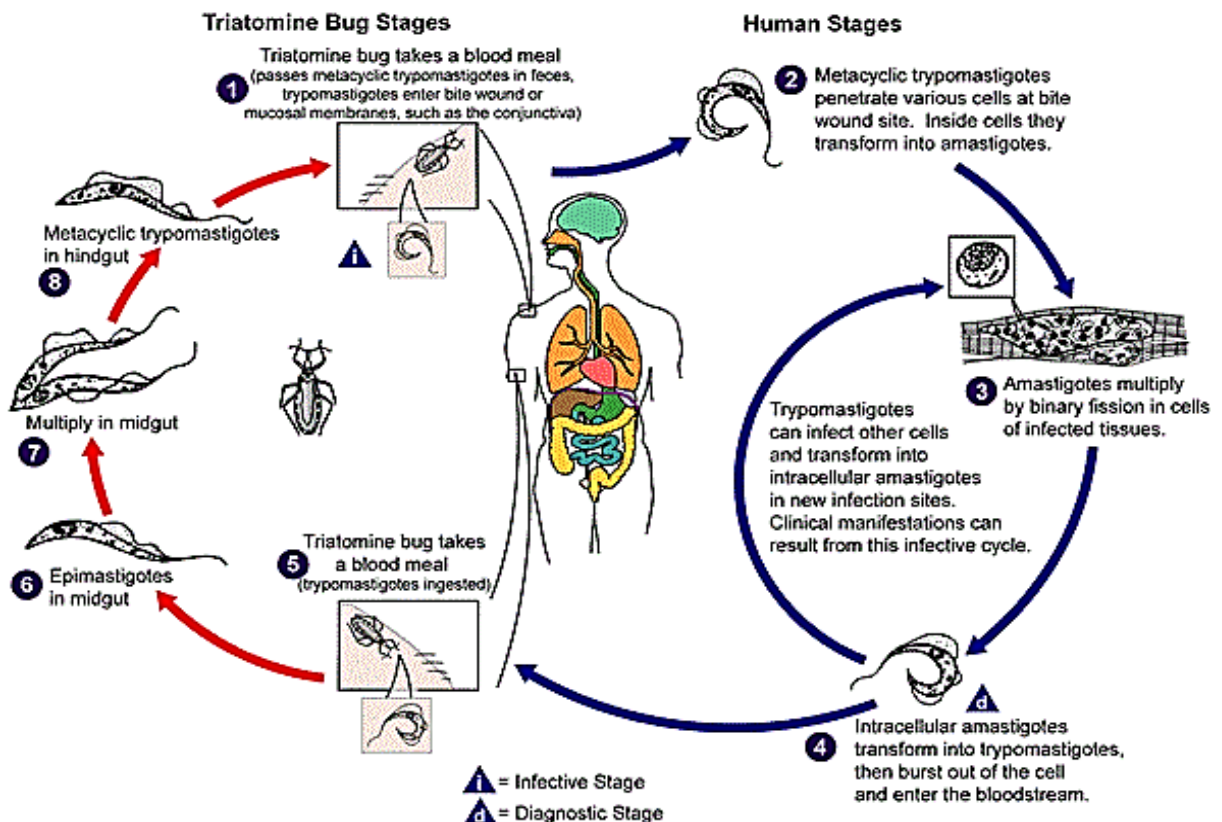 Triatomine Bug Stages
Human Stages
1
Triatomine bug takes a blood meal
(passes metacyclic trypomastigotes in feces,
trypomastigotes enter bite wound or
mucosal membranes, such as the conjunctiva)
i
2
Metacyclic trypomastigotes
penetrate various cells at bite
wound site. Inside cells they
transform into amastigotes.
3
Amastigotes multiply
by binary fission in cells
of infected tissues.
Trypomastigotes
can infect other cells
and transform into
intracellular amastigotes
in new infection sites.
Clinical manifestations can
result from this infective cycle.
d
4
Intracellular amastigotes
transform into trypomastigotes,
then burst out of the cell
and enter the bloodstream.
5
Triatomine bug takes
a blood meal
(trypomastigotes ingested)
6
Epimastigotes
in midgut
Multiply in midgut
7
Metacyclic trypomastigotes
in hindgut
8
i = Infective Stage
d = Diagnostic Stage